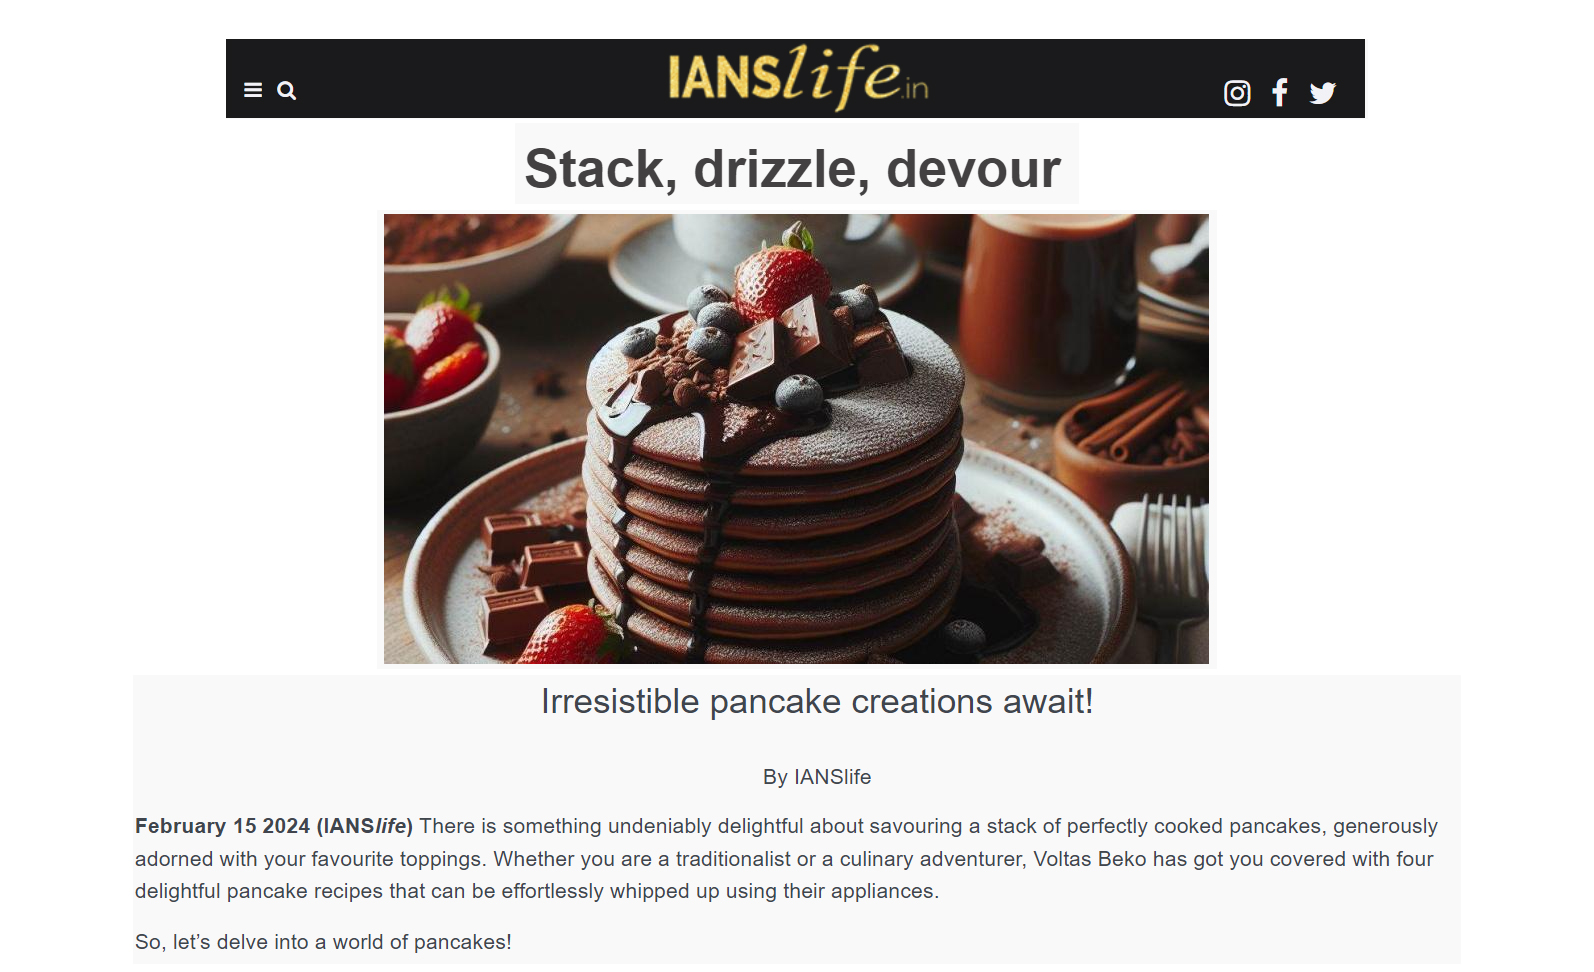 IANSlife.in
Stack, drizzle, devour
Irresistible pancake creations await!
By IANSlife
February 15 2024 (IANSlife) There is something undeniably delightful about savouring a stack of perfectly cooked pancakes, generously
adorned with your favourite toppings. Whether you are a traditionalist or a culinary adventurer, Voltas Beko has got you covered with four
delightful pancake recipes that can be effortlessly whipped up using their appliances.
So, let’s delve into a world of pancakes!